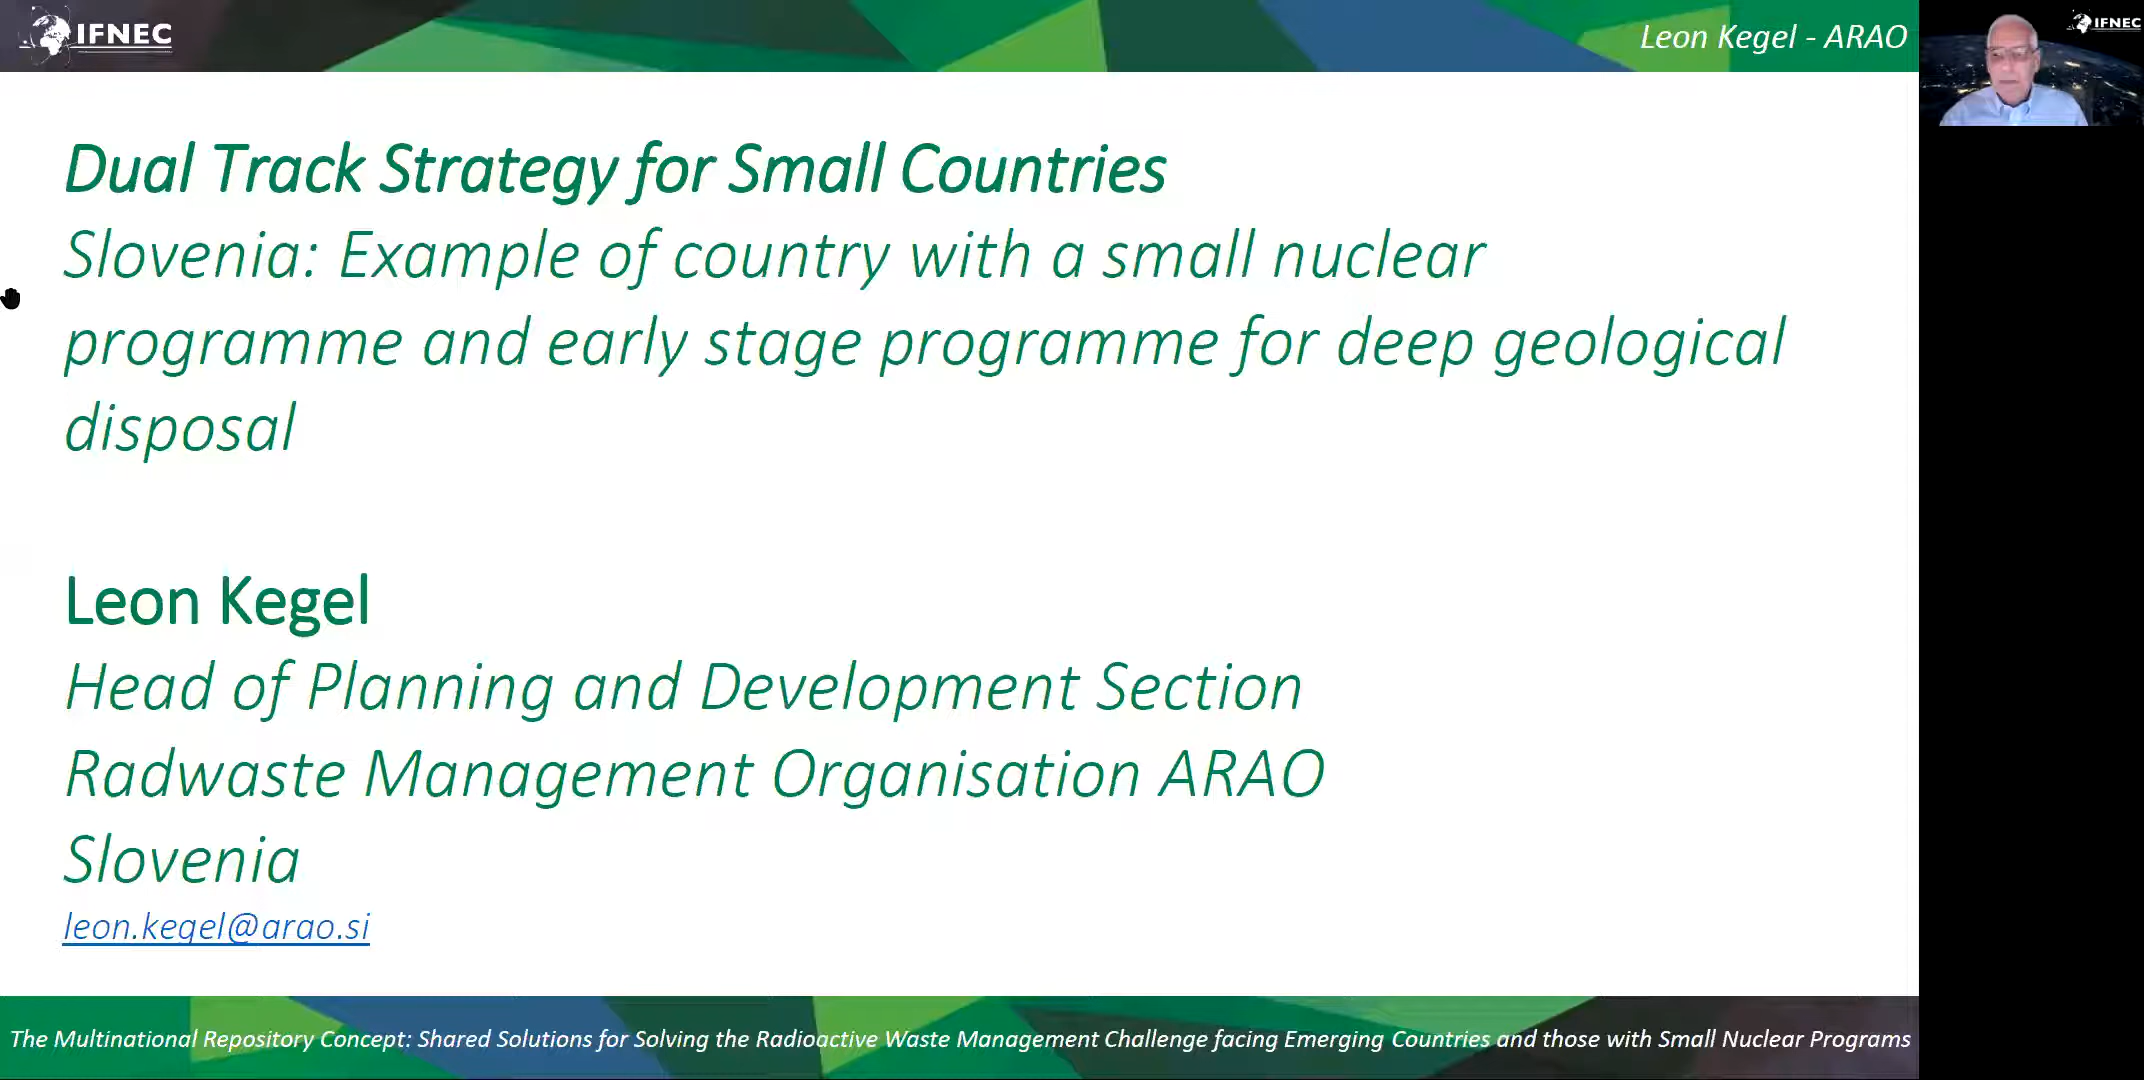 IFNEC
Leon Kegel - ARAO
IFNEC
Dual Track Strategy for Small Countries
Slovenia: Example of country with a small nuclear
programme and early stage programme for deep geological
disposal
Leon Kegel
Head of Planning and Development Section
Radwaste Management Organisation ARAO
Slovenia
leon.kegel@arao.si
The Multinational Repository Concept: Shared Solutions for Solving the Radioactive Waste Management Challenge facing Emerging Countries and those with Small Nuclear Programs